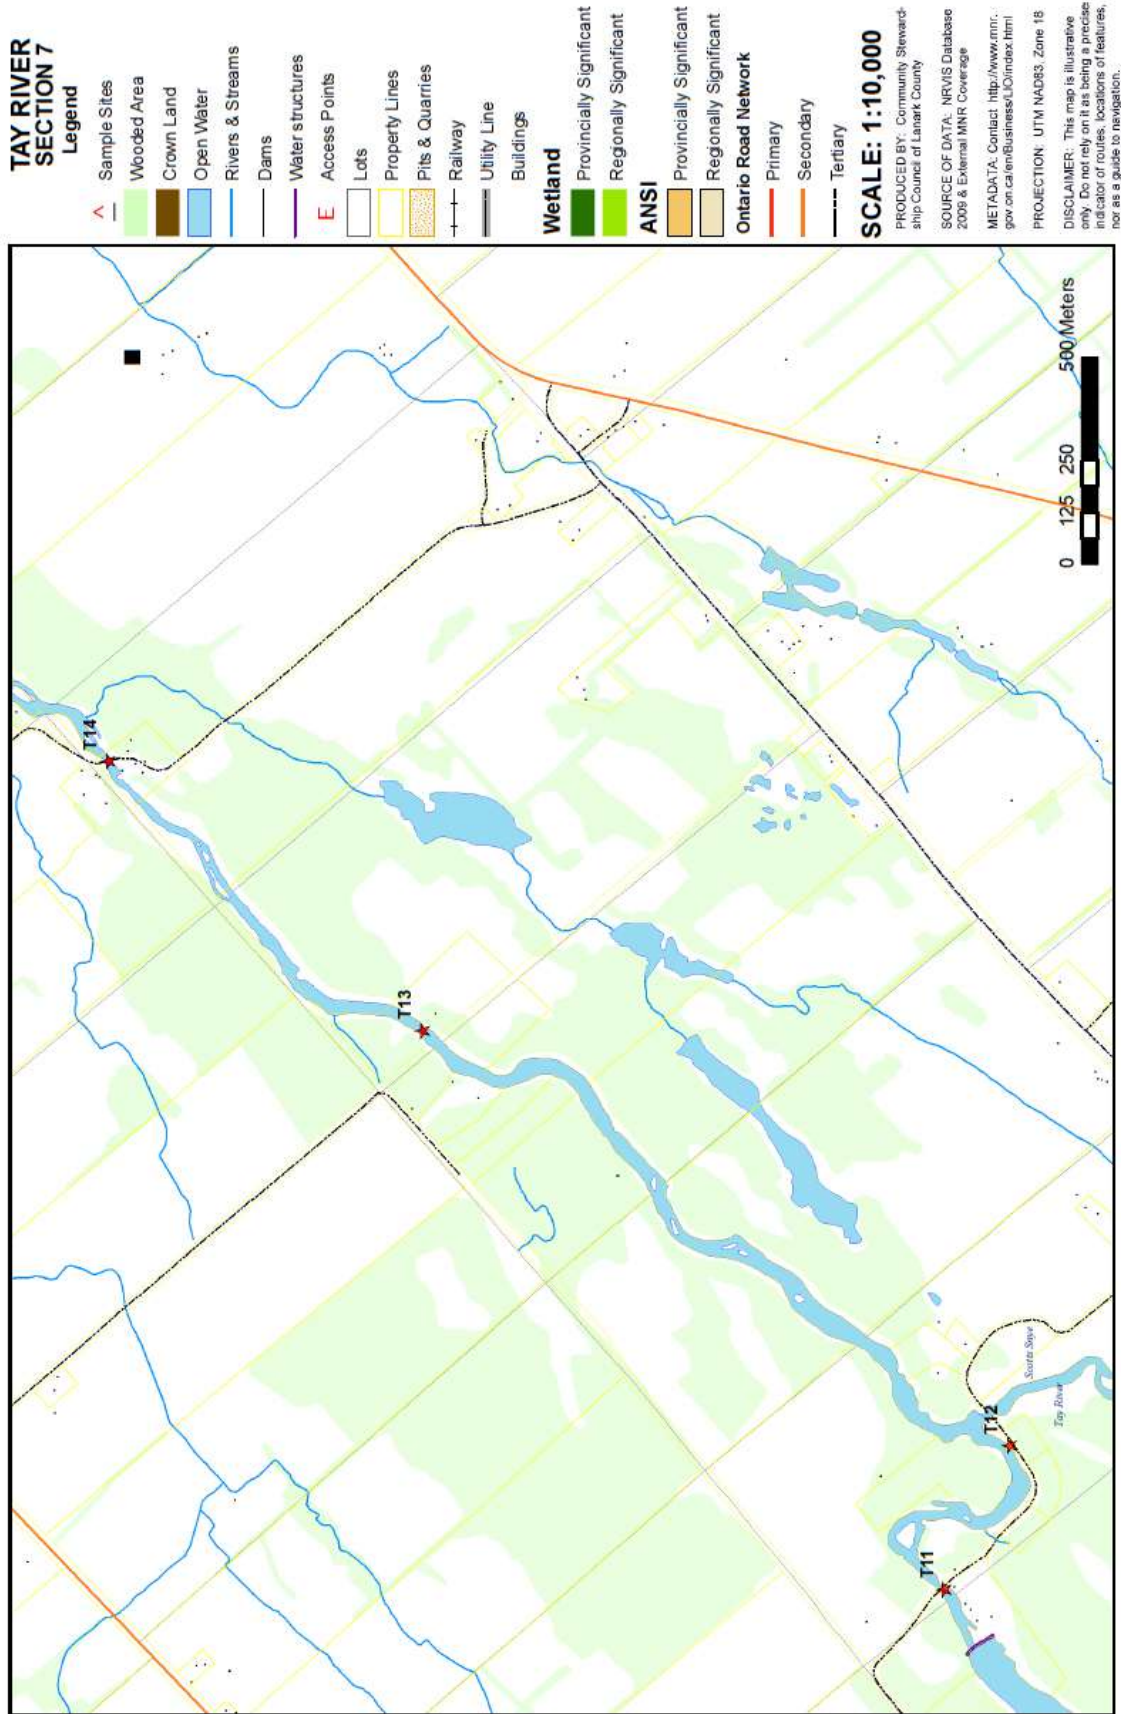 TAY RIVER
SECTION 7
Legend
Sample Sites
Wooded Area
Crown Land
Open Water
Rivers & Streams
Dams
Water structures
E Access Points
Lots
Property Lines
Pits & Quarries
Railway
Utility Line
Buildings
Wetland
Provincially Significant
Regionally Significant
ANSI
Provincially Significant
Regionally Significant
Ontario Road Network
Primary
Secondary
Tertiary
SCALE: 1:10,000
PRODUCED BY: Community Steward-
ship Council of Lanark County
SOURCE OF DATA: NRVIS Database
2009 & External MNR Coverage
METADATA: Contact http://www.mnr.
gov.on.ca/en/Business/LIO/index.html
PROJECTION: UTM NAD83, Zone 18
DISCLAIMER: This map is illustrative
only. Do not rely on it as being a precise
indicator of routes, locations of features,
nor as a guide to navigation.
T14
T13
T12
T11
Scotts Snye
Tay River
0 125 250 500 Meters